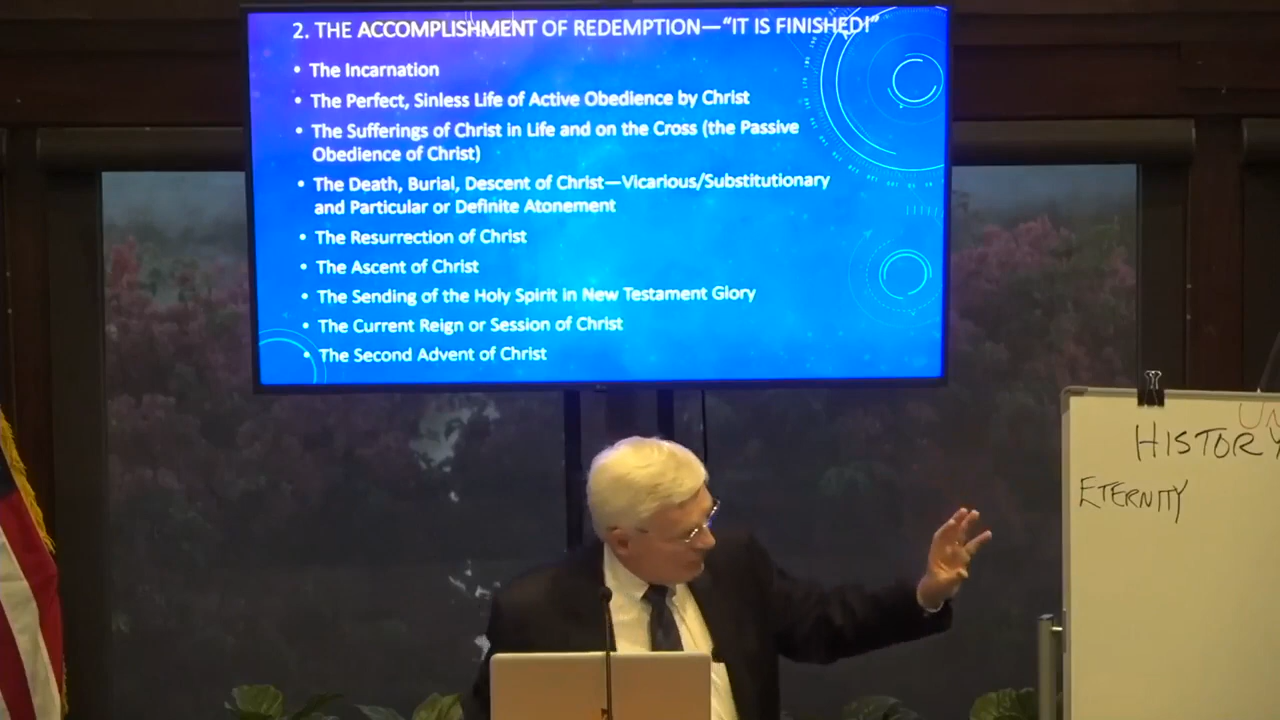 2. THE ACCOMPLISHMENT OF REDEMPTION—“IT IS FINISHED!”
• The Incarnation
• The Perfect, Sinless Life of Active Obedience by Christ
• The Sufferings of Christ in Life and on the Cross (the Passive
Obedience of Christ)
• The Death, Burial, Descent of Christ—Vicarious/Substitutionary
and Particular or Definite Atonement
• The Resurrection of Christ
• The Ascent of Christ
• The Sending of the Holy Spirit in New Testament Glory
• The Current Reign or Session of Christ
• The Second Advent of Christ
HISTORY
ETERNITY